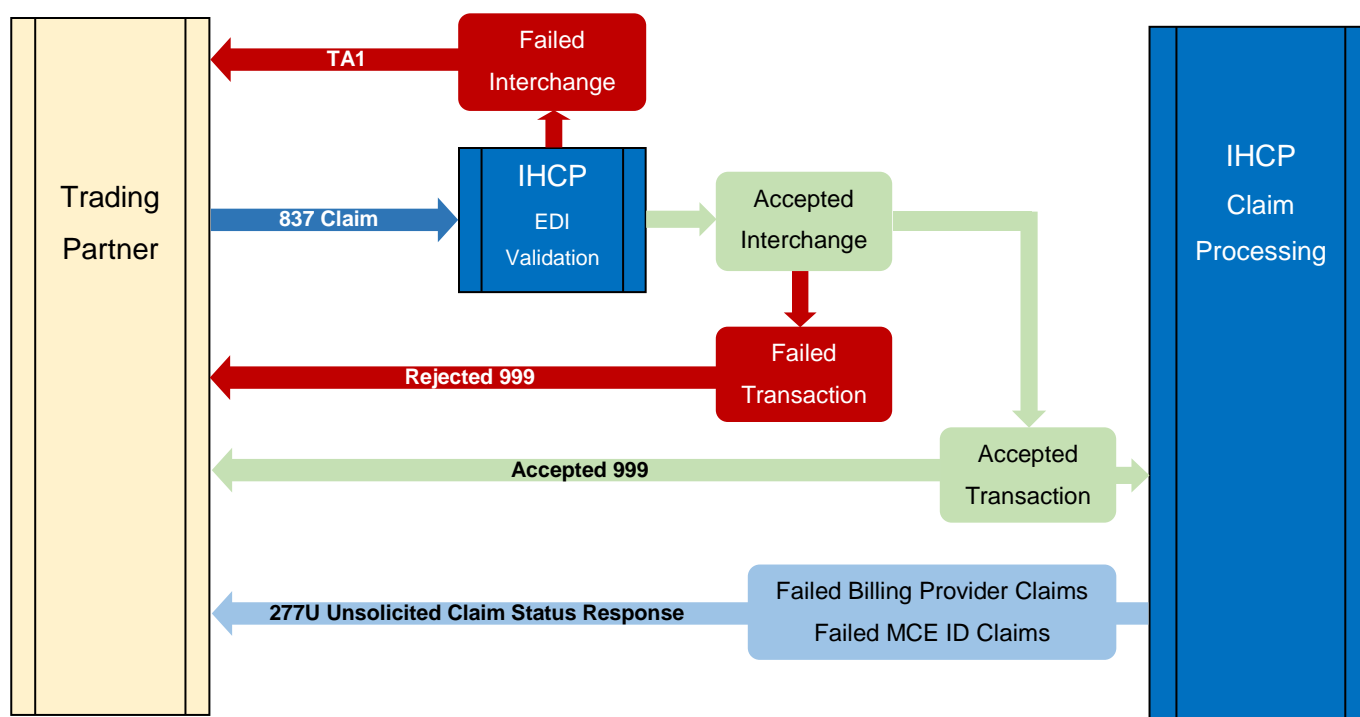 Trading
Partner
Failed
Interchange
TA1
837 Claim
IHCP
EDI
Validation
Accepted
Interchange
Failed
Transaction
Rejected 999
Accepted
Transaction
Accepted 999
IHCP
Claim
Processing
Failed Billing Provider Claims
Failed MCE ID Claims
277U Unsolicited Claim Status Response